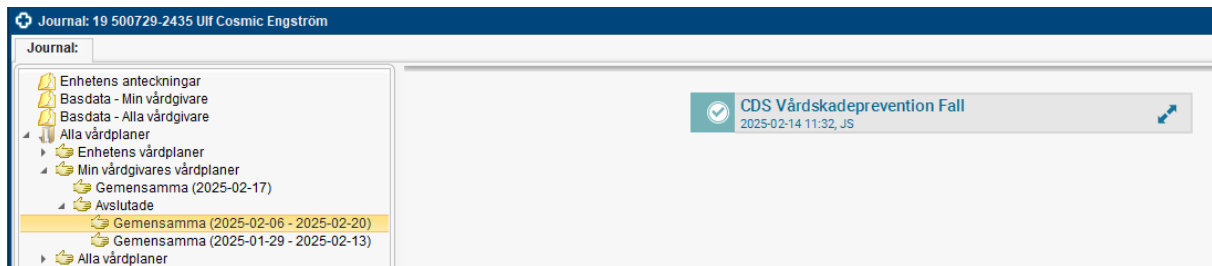 Journal: 19 500729-2435 Ulf Cosmic Engström
Journal:
Enhetens anteckningar
Basdata - Min vårdgivare
Basdata - Alla vårdgivare
Alla vårdplaner
Enhetens vårdplaner
Min vårdgivares vårdplaner
Gemensamma (2025-02-17)
Avslutade
Gemensamma (2025-02-06 - 2025-02-20)
Gemensamma (2025-01-29 - 2025-02-13)
Alla vårdplaner
CDS Vårdskadeprevention Fall
2025-02-14 11:32, JS